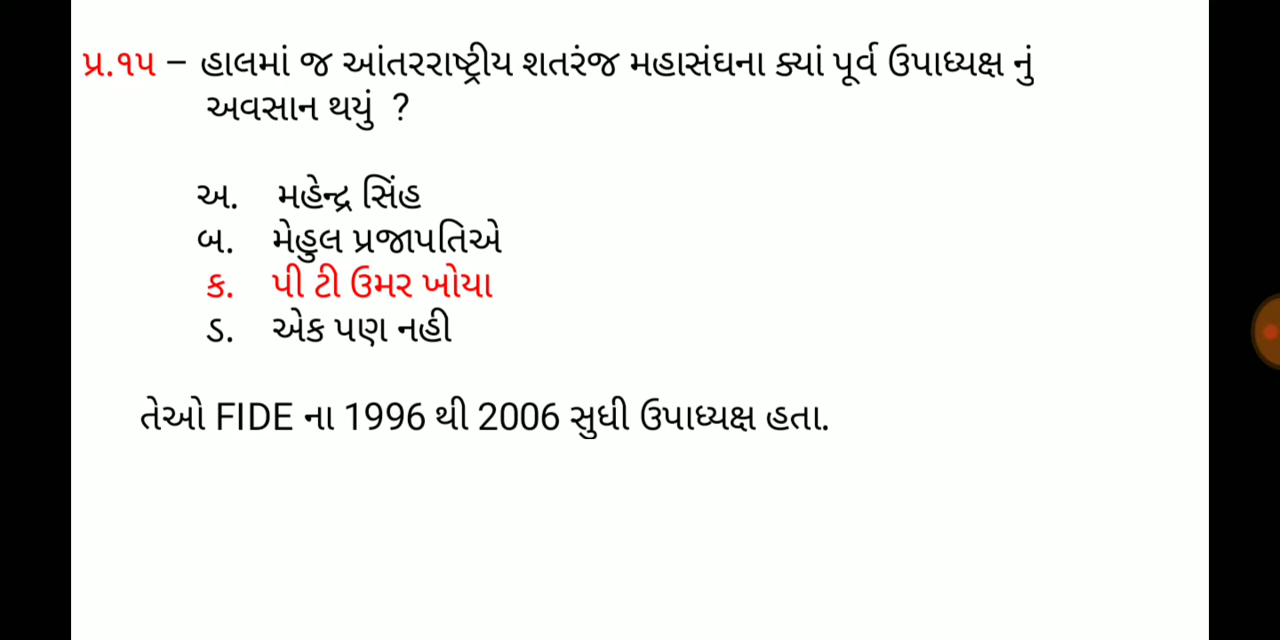 પ્ર.૧૫ – હાલમાં જ આંતરરાષ્ટ્રીય શતરંજ મહાસંઘના ક્યાં પૂર્વ ઉપાધ્યક્ષ નું
અવસાન થયું ?
અ. મહેન્દ્ર સિંહ
બ. મેહુલ પ્રજાપતિએ
ક. પી ટી ઉમર ખોયા
ડ. એક પણ નહી
તેઓ FIDE ના 1996 થી 2006 સુધી ઉપાધ્યક્ષ હતા.